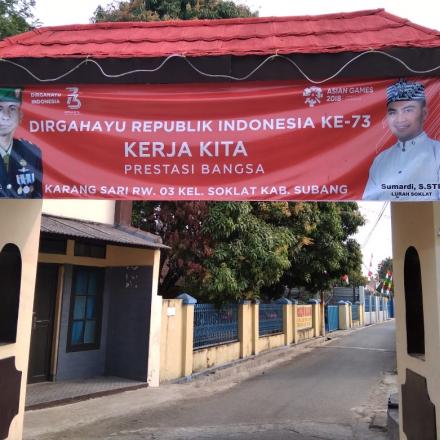 DIRGAHAYU
INDONESIA
73
ASIAN GAMES
2018
DIRGAHAYU REPUBLIK INDONESIA KE-73
KERJA KITA
PRESTASI BANGSA
KARANG SARI RW. 03 KEL. SOKLAT KAB. SUBANG
Sumardi, S.STP
LURAH SOKLAT